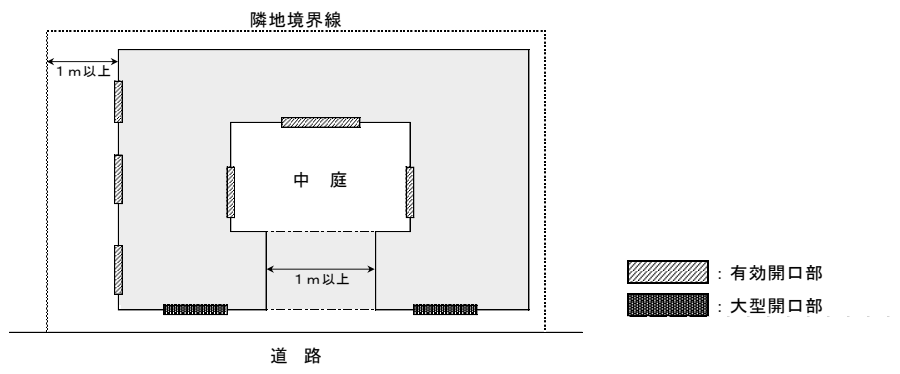 隣地境界線
１ｍ以上
中 庭
１ｍ以上
道 路
：有効開口部
：大型開口部